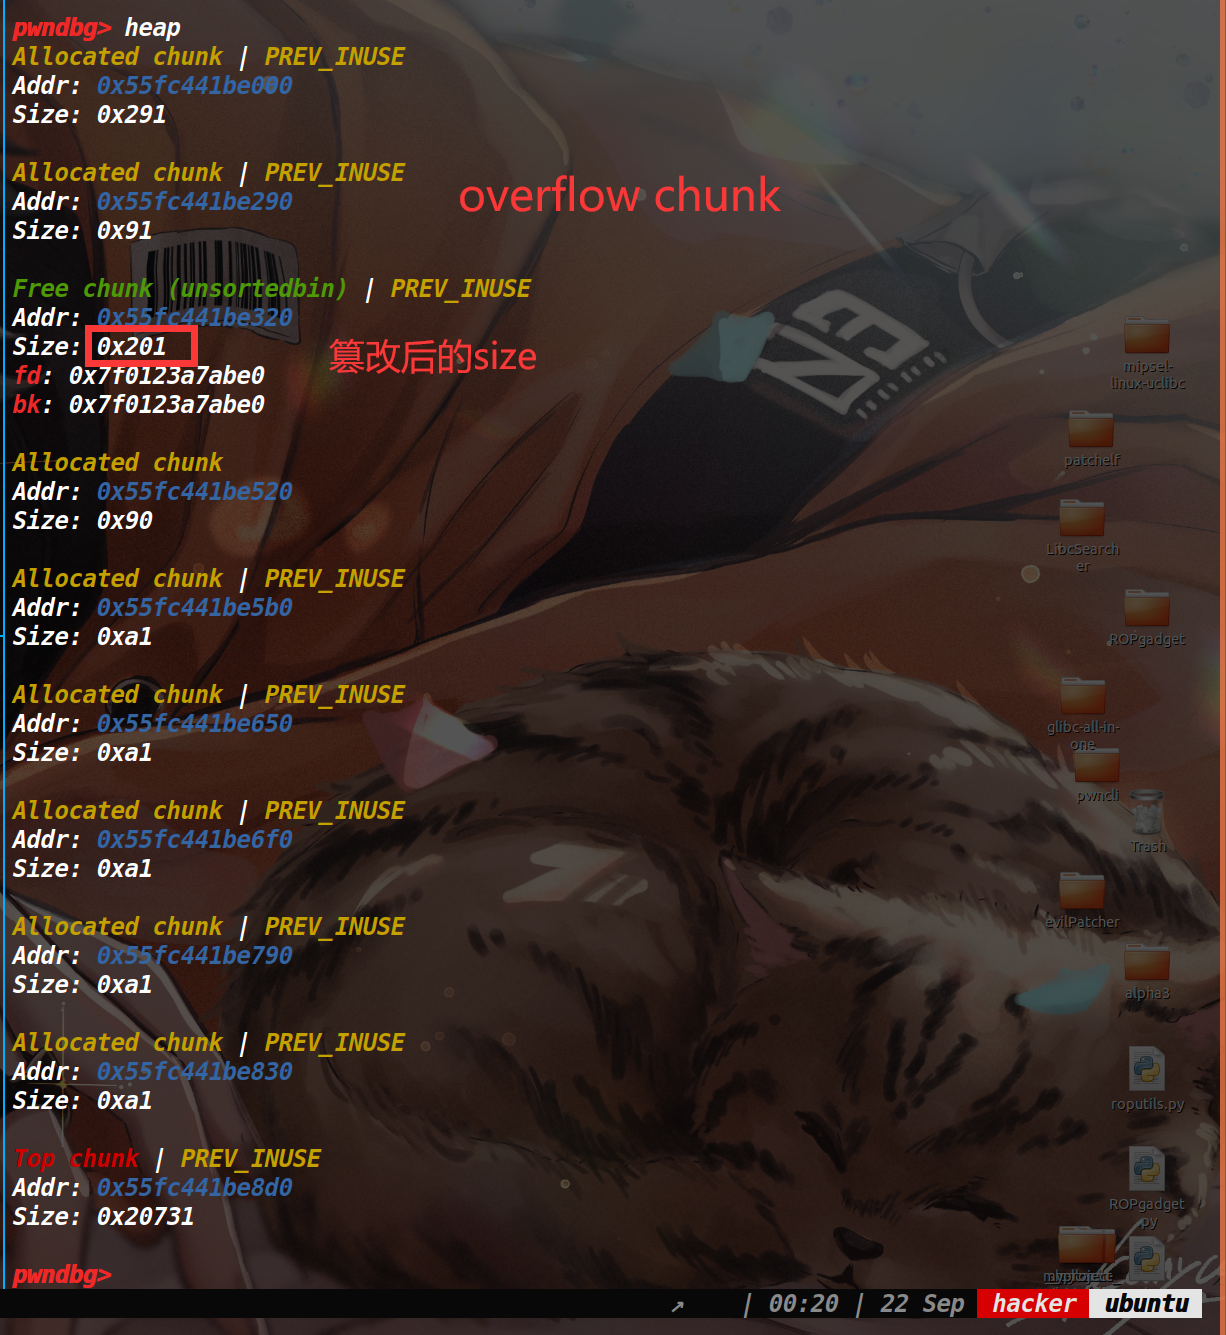 pwndbg> heap
Allocated chunk | PREV_INUSE
Addr: 0x55fc441be000
Size: 0x291
Allocated chunk | PREV_INUSE
Addr: 0x55fc441be290
Size: 0x91
overflow chunk
Free chunk (unsortedbin) | PREV_INUSE
Addr: 0x55fc441be320
Size: 0x201
篡改后的size
fd: 0x7f0123a7abe0
bk: 0x7f0123a7abe0
Allocated chunk
Addr: 0x55fc441be520
Size: 0x90
Allocated chunk | PREV_INUSE
Addr: 0x55fc441be5b0
Size: 0xa1
Allocated chunk | PREV_INUSE
Addr: 0x55fc441be650
Size: 0xa1
Allocated chunk | PREV_INUSE
Addr: 0x55fc441be6f0
Size: 0xa1
Allocated chunk | PREV_INUSE
Addr: 0x55fc441be790
Size: 0xa1
Allocated chunk | PREV_INUSE
Addr: 0x55fc441be830
Size: 0xa1
Top chunk | PREV_INUSE
Addr: 0x55fc441be8d0
Size: 0x20731
pwndbg>
mipsel-
linux-uclibc
patchelf
LibcSearch
er
ROPgadget
glibc-all-in-
one
pwncli
Trash
evilPatcher
alpha3
roputils.py
ROPgadget
py
| 00:20 | 22 Sep hacker ubuntu